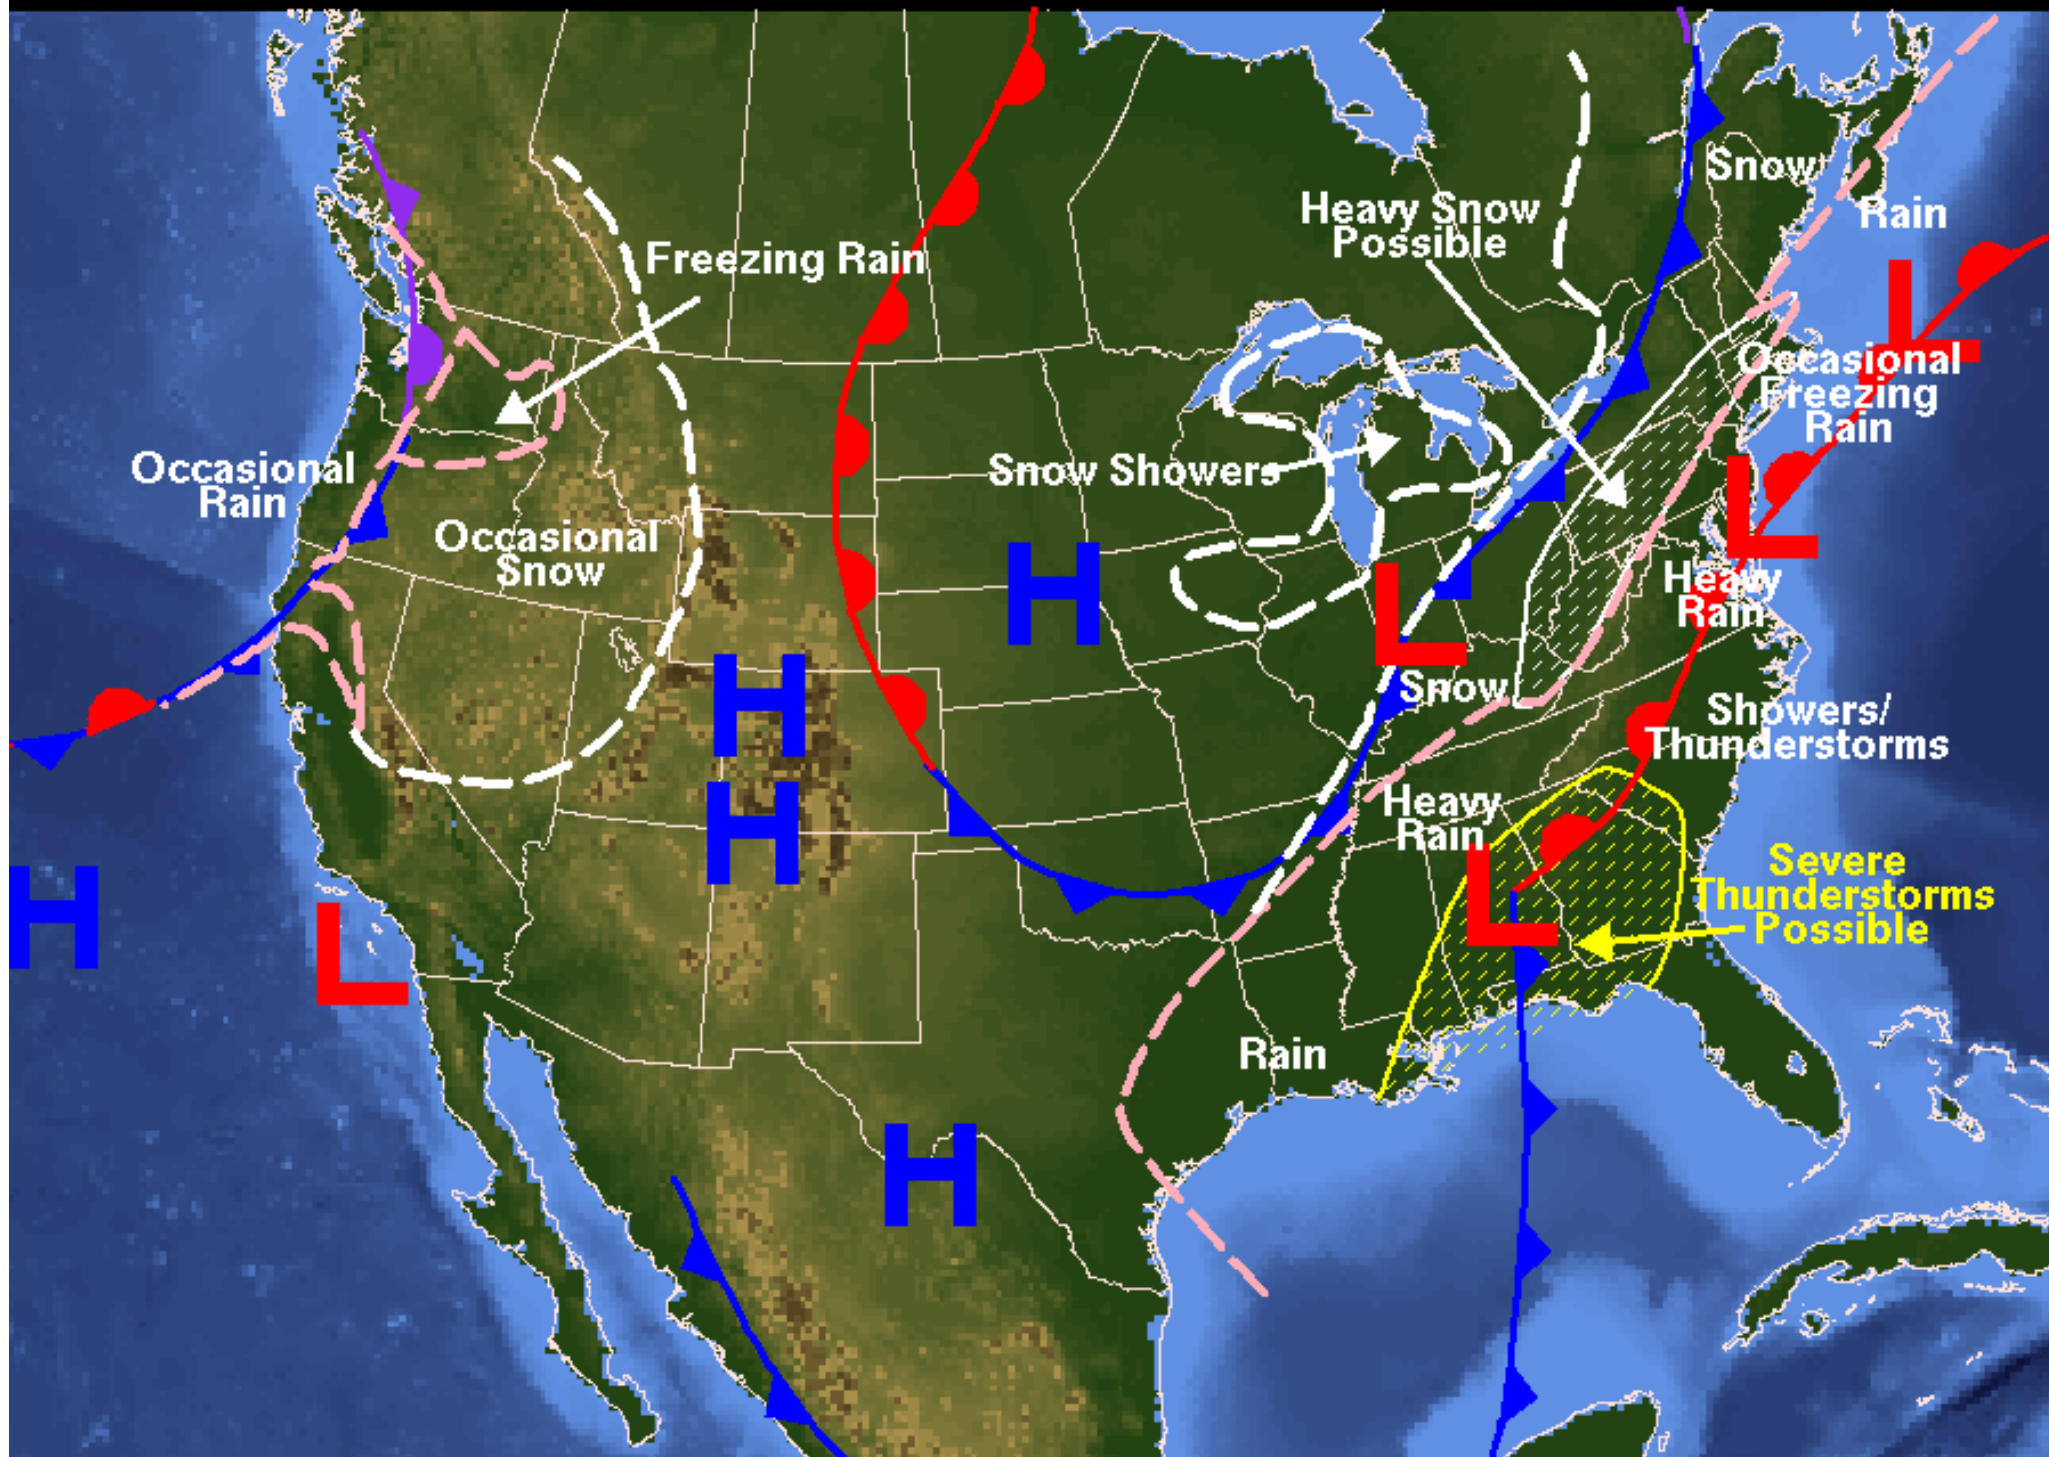 Snow
Heavy Snow
Possible
Rain
Freezing Rain
Occasional
Freezing
Rain
Occasional
Rain
Snow Showers
Occasional
Snow
H
L
L
L
Heavy
Rain
H
Snow
Showers/
Thunderstorms
H
Heavy
Rain
Severe
Thunderstorms
Possible
H
L
L
Rain
H